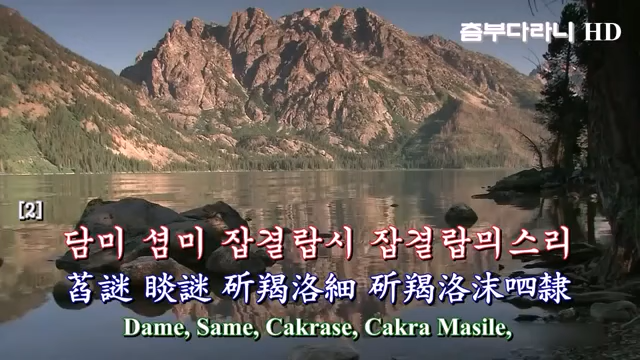 츰부다라니 HD
[2]
담미 셤미 잡결랍시 잡결랍믜스리
萏謎 睒謎 斫羯洛細 斫羯洛沫呬隸
Dame, Same, Cakrase, Cakra Masile,